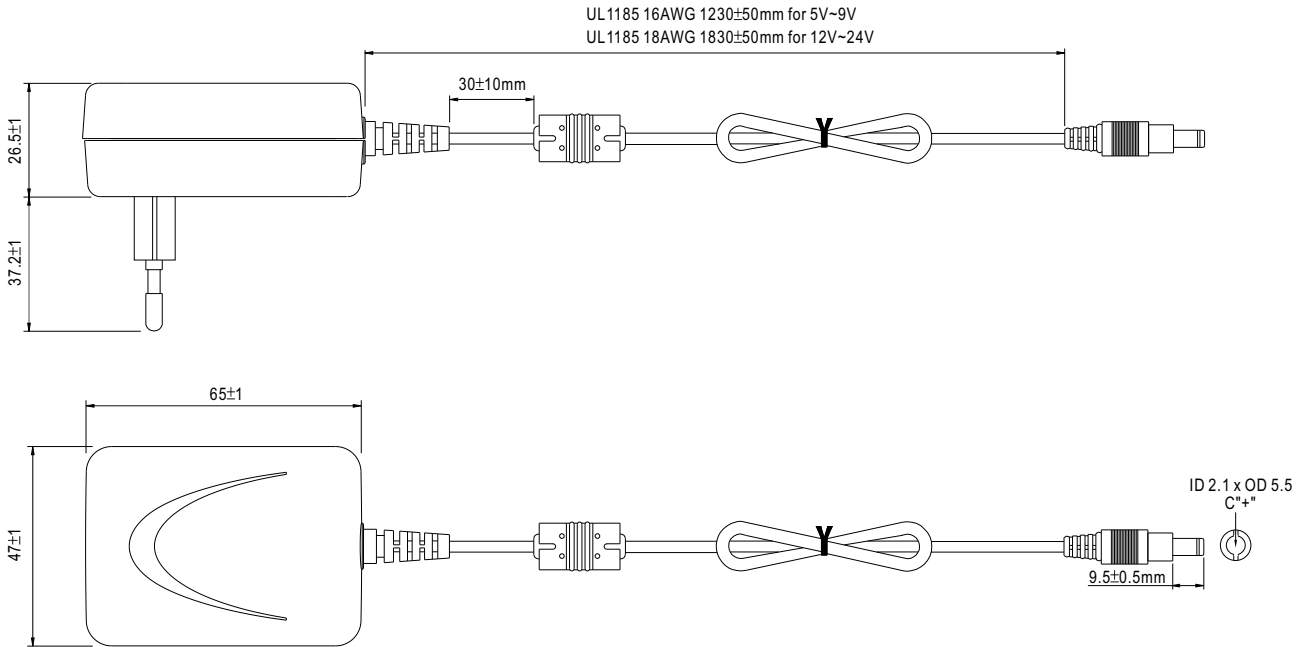 UL1185 16AWG 1230±50mm for 5V~9V
UL1185 18AWG 1830±50mm for 12V~24V
30±10mm
26.5±1
37.2±1
65±1
47±1
ID 2.1 x OD 5.5
C"+"
9.5±0.5mm